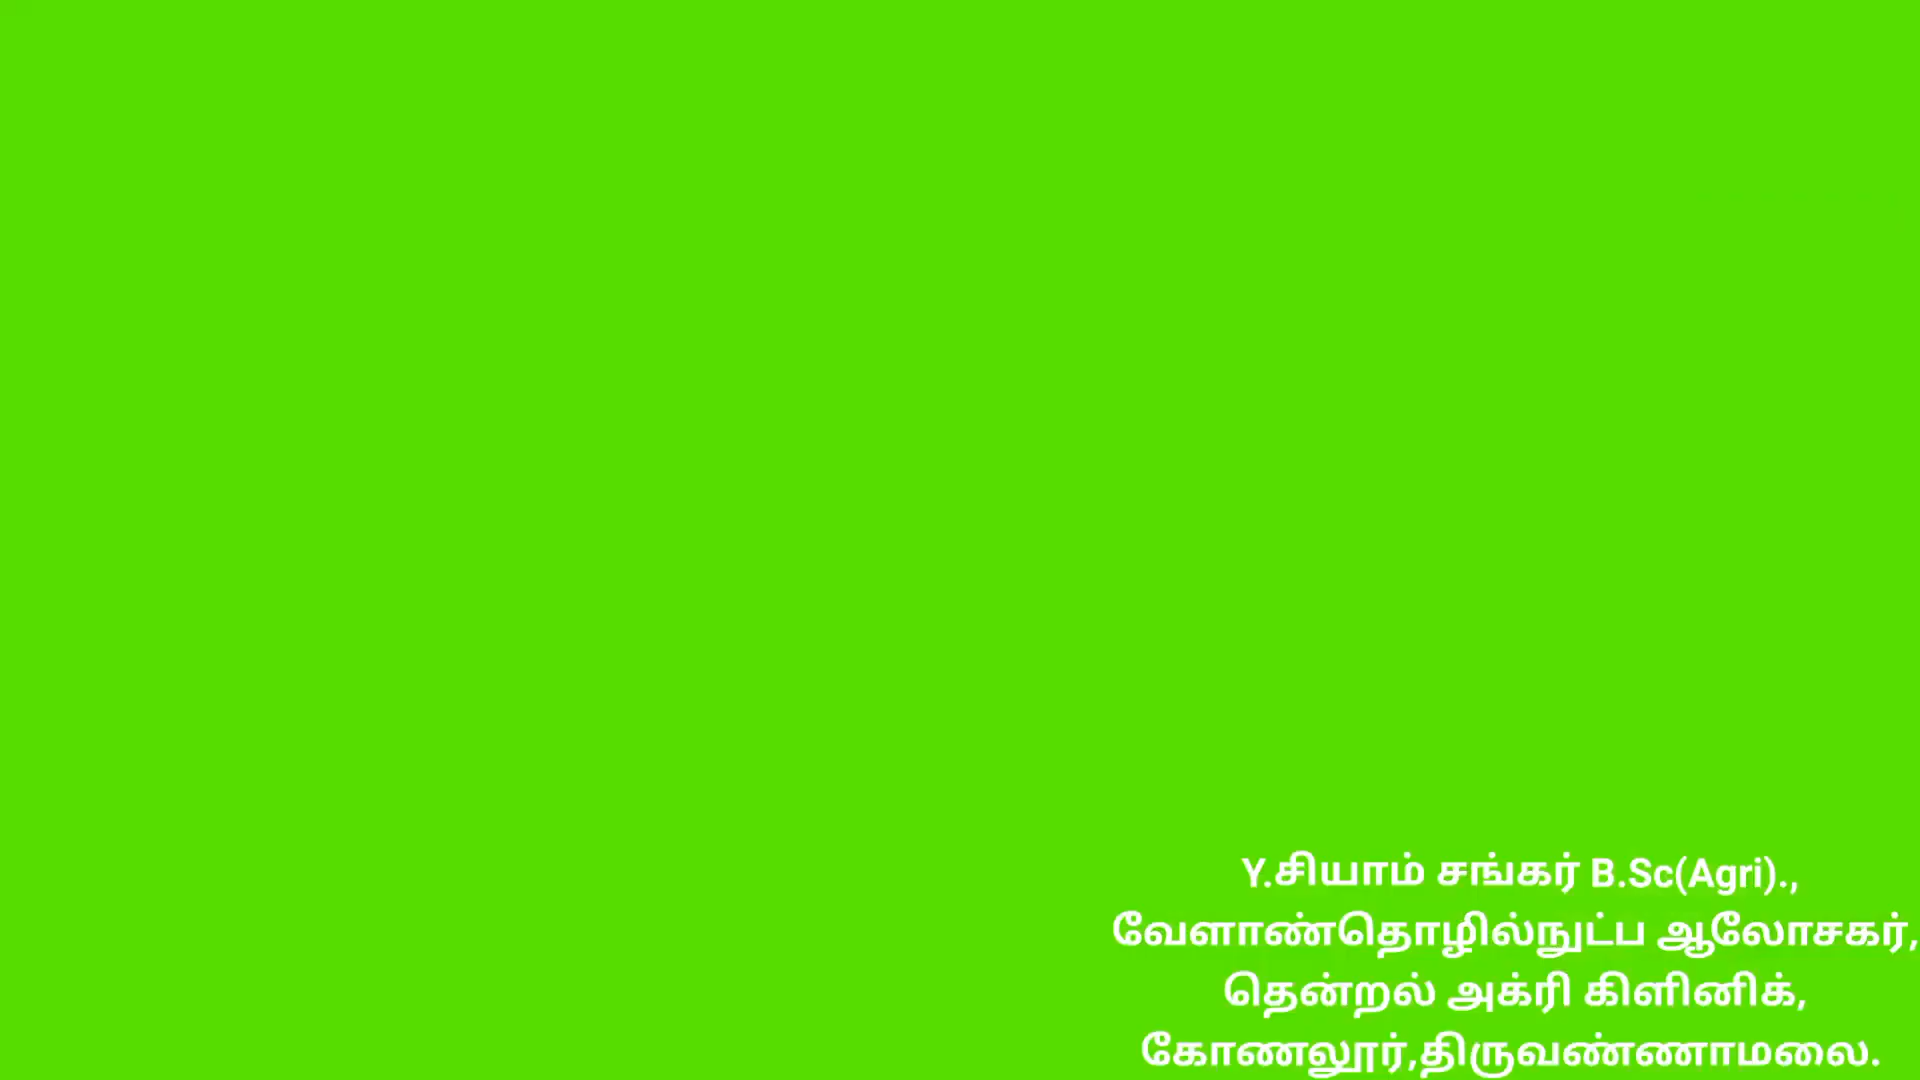 Y.சியாம் சங்கர் B.Sc(Agri).,
வேளாண்தொழில்நுட்ப ஆலோசகர்,
தென்றல் அக்ரி கிளினிக்,
கோணலூர்,திருவண்ணாமலை.